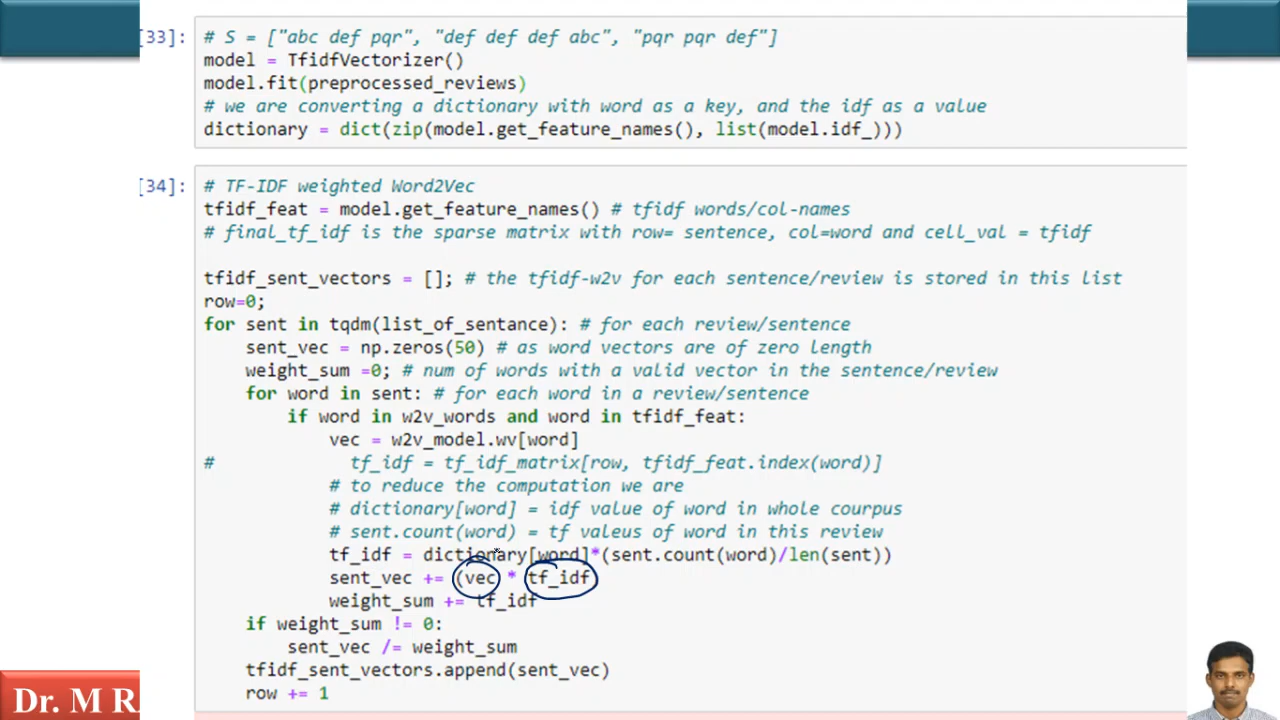 [33]: # S = ["abc def pqr", "def def def abc", "pqr pqr def"]
model = TfidfVectorizer()
model.fit(preprocessed_reviews)
# we are converting a dictionary with word as a key, and the idf as a value
dictionary = dict(zip(model.get_feature_names(), list(model.idf_)))
[34]: # TF-IDF weighted Word2Vec
tfidf_feat = model.get_feature_names() # tfidf words/col-names
# final_tf_idf is the sparse matrix with row= sentence, col=word and cell_val = tfidf
tfidf_sent_vectors = []; # the tfidf-w2v for each sentence/review is stored in this list
row=0;
for sent in tqdm(list_of_sentance): # for each review/sentence
sent_vec = np.zeros(50) # as word vectors are of zero length
weight_sum =0; # num of words with a valid vector in the sentence/review
for word in sent: # for each word in a review/sentence
if word in w2v_words and word in tfidf_feat:
vec = w2v_model.wv[word]
# tf_idf = tf_idf_matrix[row, tfidf_feat.index(word)]
# to reduce the computation we are
# dictionary[word] = idf value of word in whole courpus
# sent.count(word) = tf valeus of word in this review
tf_idf = dictionary[word]*(sent.count(word)/len(sent))
sent_vec += (vec * tf_idf)
weight_sum += tf_idf
if weight_sum != 0:
sent_vec /= weight_sum
tfidf_sent_vectors.append(sent_vec)
row += 1
Dr. M R